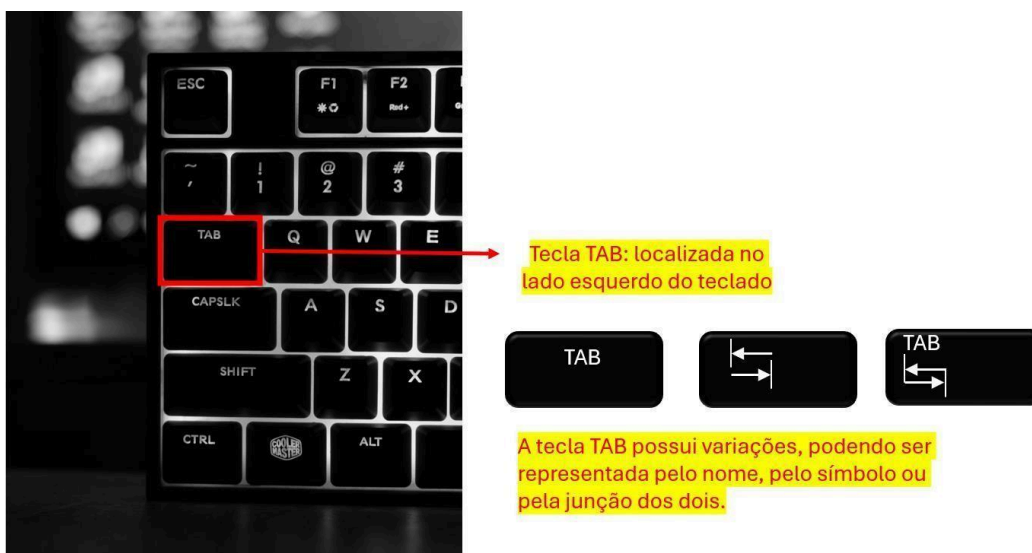 ESC
F1
F2
Red+
~
! @ #
' 1 2 3
TAB Q W E
CAPSLK A S D
SHIFT Z X
CTRL COOLER MASTER ALT
Tecla TAB: localizada no
lado esquerdo do teclado
TAB
TAB
A tecla TAB possui variações, podendo ser
representada pelo nome, pelo símbolo ou
pela junção dos dois.